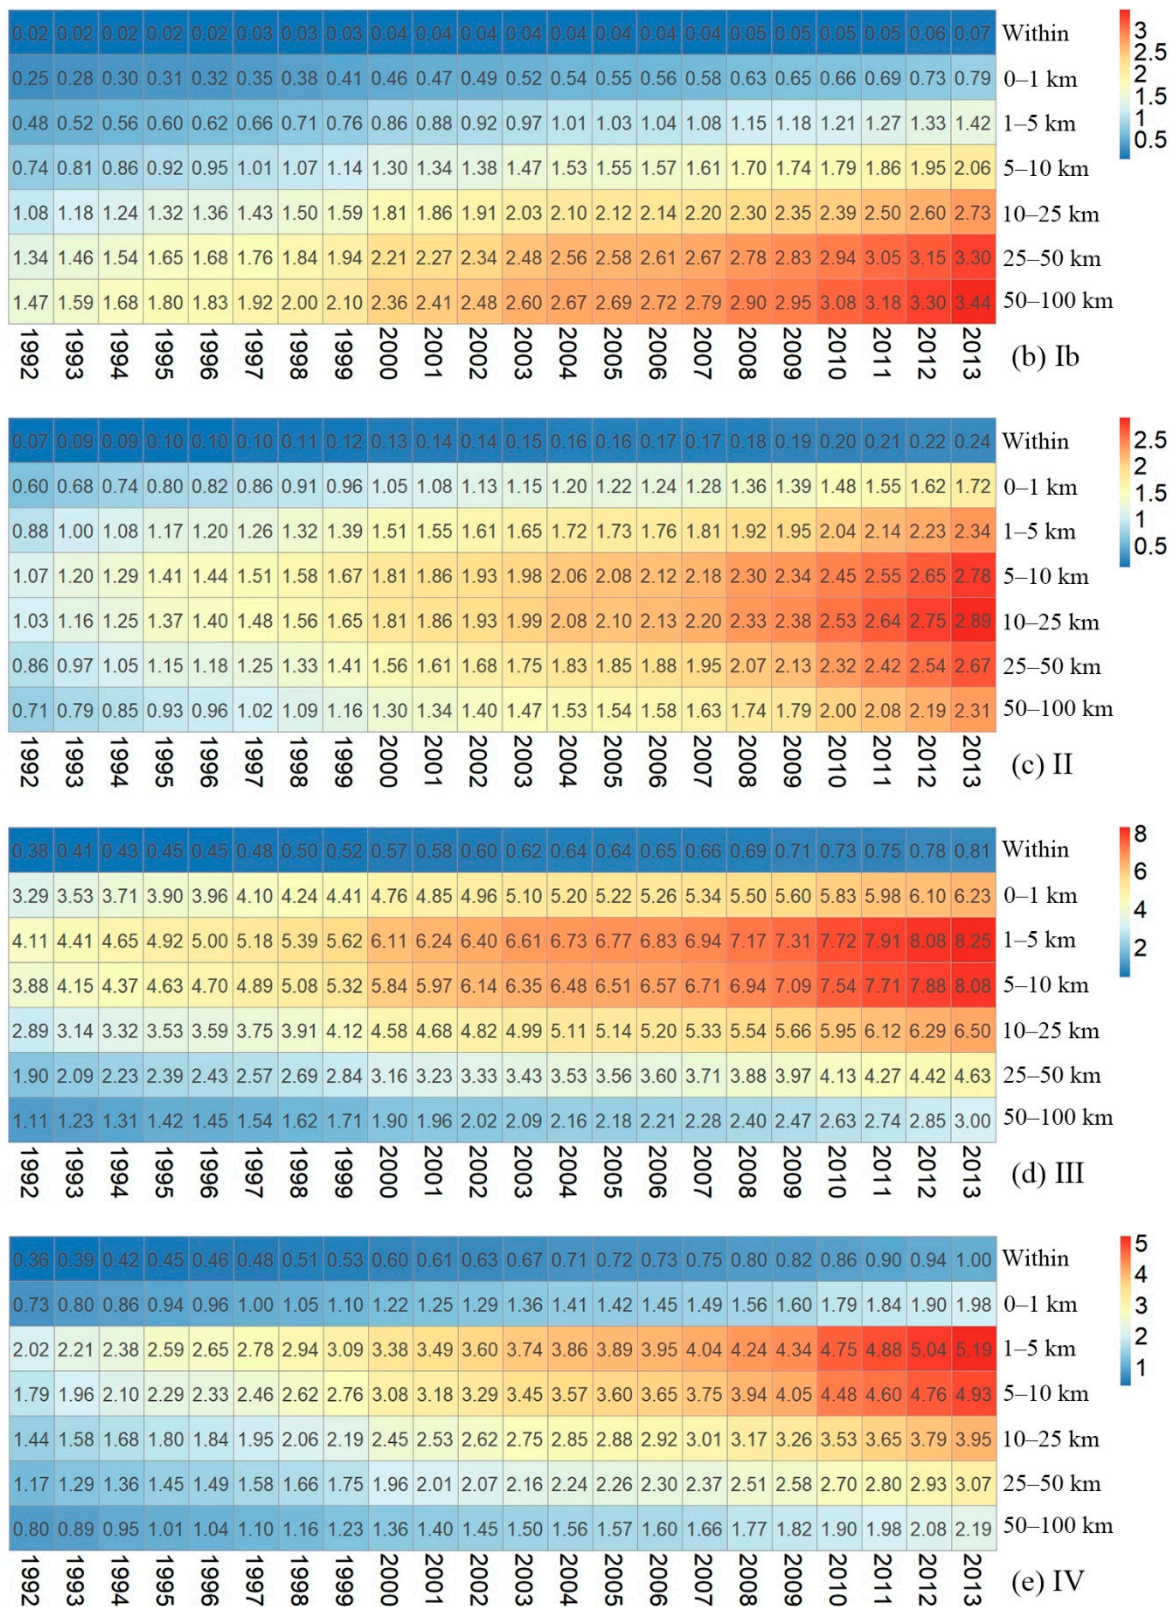 0.02 0.02 0.02 0.02 0.02 0.03 0.03 0.03 0.04 0.04 0.04 0.04 0.04 0.04 0.04 0.04 0.05 0.05 0.05 0.05 0.06 0.07 Within
0.25 0.28 0.30 0.31 0.32 0.35 0.38 0.41 0.46 0.47 0.49 0.52 0.54 0.55 0.56 0.58 0.63 0.65 0.66 0.69 0.73 0.79 0–1 km
0.48 0.52 0.56 0.60 0.62 0.66 0.71 0.76 0.86 0.88 0.92 0.97 1.01 1.03 1.04 1.08 1.15 1.18 1.21 1.27 1.33 1.42 1–5 km
0.74 0.81 0.86 0.92 0.95 1.01 1.07 1.14 1.30 1.34 1.38 1.47 1.53 1.55 1.57 1.61 1.70 1.74 1.79 1.86 1.95 2.06 5–10 km
1.08 1.18 1.24 1.32 1.36 1.43 1.50 1.59 1.81 1.86 1.91 2.03 2.10 2.12 2.14 2.20 2.30 2.35 2.39 2.50 2.60 2.73 10–25 km
1.34 1.46 1.54 1.65 1.68 1.76 1.84 1.94 2.21 2.27 2.34 2.48 2.56 2.58 2.61 2.67 2.78 2.83 2.94 3.05 3.15 3.30 25–50 km
1.47 1.59 1.68 1.80 1.83 1.92 2.00 2.10 2.36 2.41 2.48 2.60 2.67 2.69 2.72 2.79 2.90 2.95 3.08 3.18 3.30 3.44 50–100 km
1992 1993 1994 1995 1996 1997 1998 1999 2000 2001 2002 2003 2004 2005 2006 2007 2008 2009 2010 2011 2012 2013
(b) Ib
3
2.5
2
1.5
1
0.5
0.07 0.09 0.09 0.10 0.10 0.10 0.11 0.12 0.13 0.14 0.14 0.15 0.16 0.16 0.17 0.17 0.18 0.19 0.20 0.21 0.22 0.24 Within
0.60 0.68 0.74 0.80 0.82 0.86 0.91 0.96 1.05 1.08 1.13 1.15 1.20 1.22 1.24 1.28 1.36 1.39 1.48 1.55 1.62 1.72 0–1 km
0.88 1.00 1.08 1.17 1.20 1.26 1.32 1.39 1.51 1.55 1.61 1.65 1.72 1.73 1.76 1.81 1.92 1.95 2.04 2.14 2.23 2.34 1–5 km
1.07 1.20 1.29 1.41 1.44 1.51 1.58 1.67 1.81 1.86 1.93 1.98 2.06 2.08 2.12 2.18 2.30 2.34 2.45 2.55 2.65 2.78 5–10 km
1.03 1.16 1.25 1.37 1.40 1.48 1.56 1.65 1.81 1.86 1.93 1.99 2.08 2.10 2.13 2.20 2.33 2.38 2.53 2.64 2.75 2.89 10–25 km
0.86 0.97 1.05 1.15 1.18 1.25 1.33 1.41 1.56 1.61 1.68 1.75 1.83 1.85 1.88 1.95 2.07 2.13 2.32 2.42 2.54 2.67 25–50 km
0.71 0.79 0.85 0.93 0.96 1.02 1.09 1.16 1.30 1.34 1.40 1.47 1.53 1.54 1.58 1.63 1.74 1.79 2.00 2.08 2.19 2.31 50–100 km
1992 1993 1994 1995 1996 1997 1998 1999 2000 2001 2002 2003 2004 2005 2006 2007 2008 2009 2010 2011 2012 2013
(c) II
2.5
2
1.5
1
0.5
0.38 0.41 0.43 0.45 0.45 0.48 0.50 0.52 0.57 0.58 0.60 0.62 0.64 0.64 0.65 0.66 0.69 0.71 0.73 0.75 0.78 0.81 Within
3.29 3.53 3.71 3.90 3.96 4.10 4.24 4.41 4.76 4.85 4.96 5.10 5.20 5.22 5.26 5.34 5.50 5.60 5.83 5.98 6.10 6.23 0–1 km
4.11 4.41 4.65 4.92 5.00 5.18 5.39 5.62 6.11 6.24 6.40 6.61 6.73 6.77 6.83 6.94 7.17 7.31 7.72 7.91 8.08 8.25 1–5 km
3.88 4.15 4.37 4.63 4.70 4.89 5.08 5.32 5.84 5.97 6.14 6.35 6.48 6.51 6.57 6.71 6.94 7.09 7.54 7.71 7.88 8.08 5–10 km
2.89 3.14 3.32 3.53 3.59 3.75 3.91 4.12 4.58 4.68 4.82 4.99 5.11 5.14 5.20 5.33 5.54 5.66 5.95 6.12 6.29 6.50 10–25 km
1.90 2.09 2.23 2.39 2.43 2.57 2.69 2.84 3.16 3.23 3.33 3.43 3.53 3.56 3.60 3.71 3.88 3.97 4.13 4.27 4.42 4.63 25–50 km
1.11 1.23 1.31 1.42 1.45 1.54 1.62 1.71 1.90 1.96 2.02 2.09 2.16 2.18 2.21 2.28 2.40 2.47 2.63 2.74 2.85 3.00 50–100 km
1992 1993 1994 1995 1996 1997 1998 1999 2000 2001 2002 2003 2004 2005 2006 2007 2008 2009 2010 2011 2012 2013
(d) III
8
6
4
2
0.36 0.39 0.42 0.45 0.46 0.48 0.51 0.53 0.60 0.61 0.63 0.67 0.71 0.72 0.73 0.75 0.80 0.82 0.86 0.90 0.94 1.00 Within
0.73 0.80 0.86 0.94 0.96 1.00 1.05 1.10 1.22 1.25 1.29 1.36 1.41 1.42 1.45 1.49 1.56 1.60 1.79 1.84 1.90 1.98 0–1 km
2.02 2.21 2.38 2.59 2.65 2.78 2.94 3.09 3.38 3.49 3.60 3.74 3.86 3.89 3.95 4.04 4.24 4.34 4.75 4.88 5.04 5.19 1–5 km
1.79 1.96 2.10 2.29 2.33 2.46 2.62 2.76 3.08 3.18 3.29 3.45 3.57 3.60 3.65 3.75 3.94 4.05 4.48 4.60 4.76 4.93 5–10 km
1.44 1.58 1.68 1.80 1.84 1.95 2.06 2.19 2.45 2.53 2.62 2.75 2.85 2.88 2.92 3.01 3.17 3.26 3.53 3.65 3.79 3.95 10–25 km
1.17 1.29 1.36 1.45 1.49 1.58 1.66 1.75 1.96 2.01 2.07 2.16 2.24 2.26 2.30 2.37 2.51 2.58 2.70 2.80 2.93 3.07 25–50 km
0.80 0.89 0.95 1.01 1.04 1.10 1.16 1.23 1.36 1.40 1.45 1.50 1.56 1.57 1.60 1.66 1.77 1.82 1.90 1.98 2.08 2.19 50–100 km
1992 1993 1994 1995 1996 1997 1998 1999 2000 2001 2002 2003 2004 2005 2006 2007 2008 2009 2010 2011 2012 2013
(e) IV
5
4
3
2
1